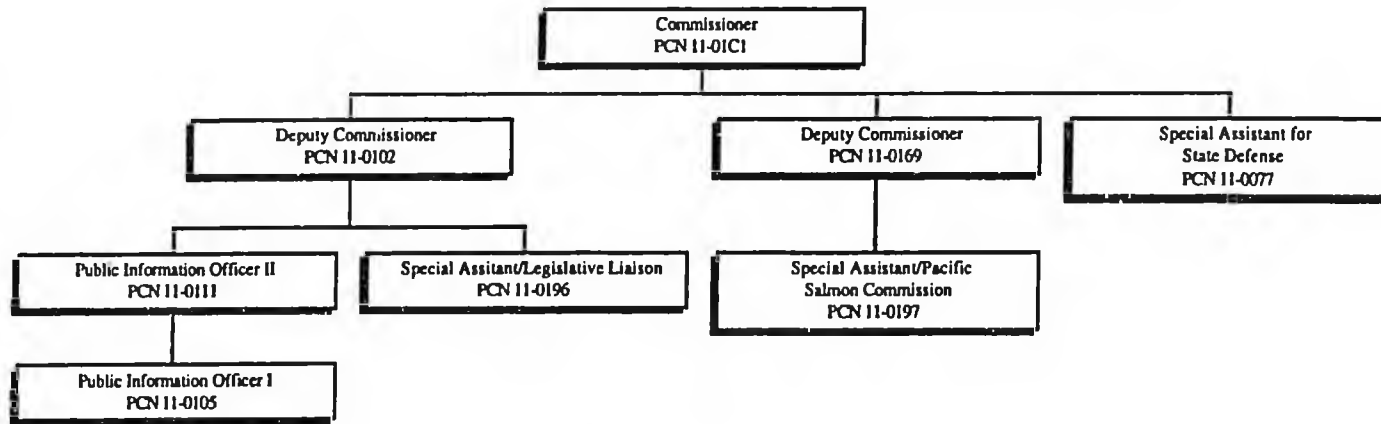 Commissioner
PCN 11-01C1
Deputy Commissioner
PCN 11-0102
Deputy Commissioner
PCN 11-0169
Special Assistant for
State Defense
PCN 11-0077
Public Information Officer II
PCN 11-0111
Special Assitant/Legislative Liaison
PCN 11-0196
Special Assistant/Pacific
Salmon Commission
PCN 11-0197
Public Information Officer I
PCN 11-0105